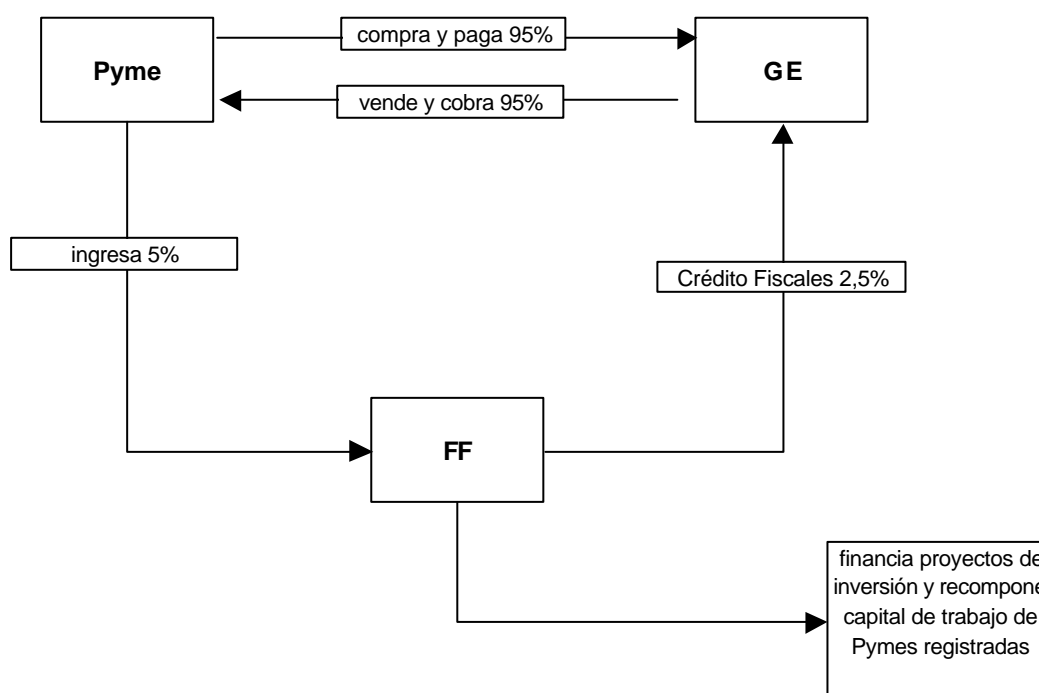 compra y paga 95%
Pyme
GE
vende y cobra 95%
ingresa 5%
Crédito Fiscales 2,5%
FF
financia proyectos de
inversión y recompone
capital de trabajo de
Pymes registradas